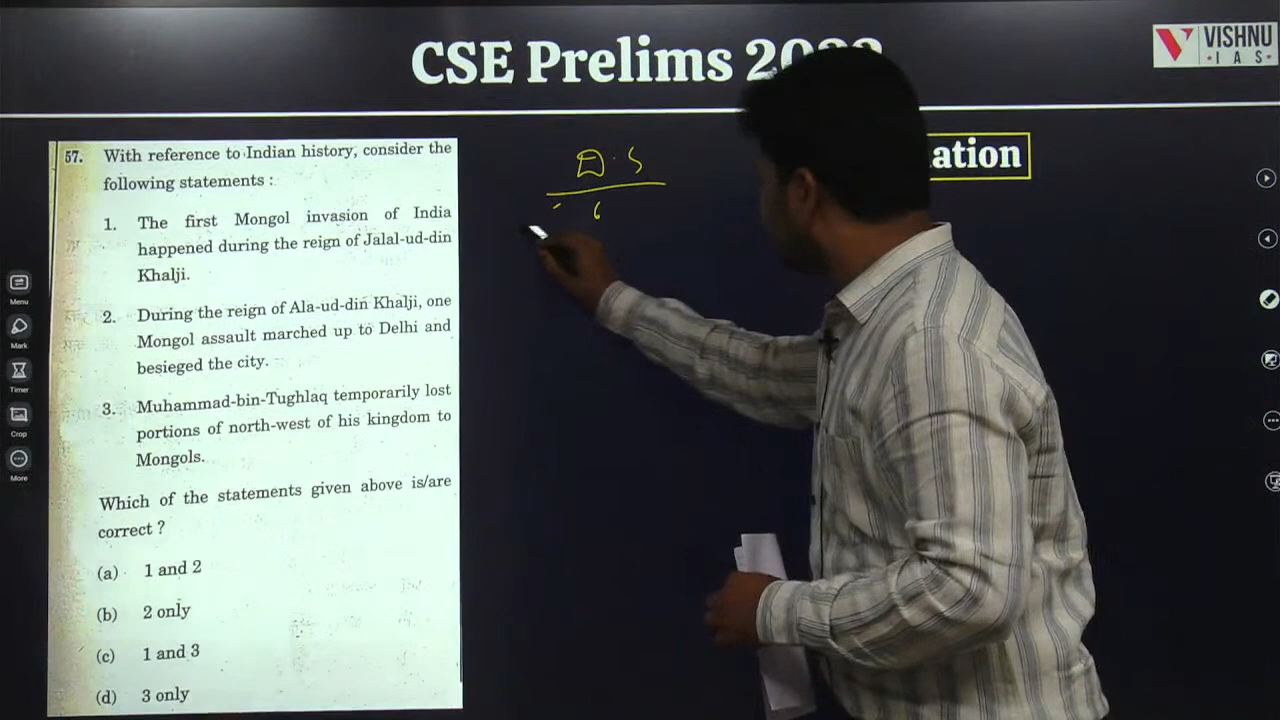 CSE Prelims
VISHNU
IAS
57. With reference to Indian history, consider the
following statements :
1. The first Mongol invasion of India
happened during the reign of Jalal-ud-din
Khalji.
2. During the reign of Ala-ud-din Khalji, one
Mongol assault marched up to Delhi and
besieged the city.
3. Muhammad-bin-Tughlaq temporarily lost
portions of north-west of his kingdom to
Mongols.
Which of the statements given above is/are
correct ?
(a) 1 and 2
(b) 2 only
(c) 1 and 3
(d) 3 only
D.S
6
ation
Menu
Mark
Timer
Crop
More